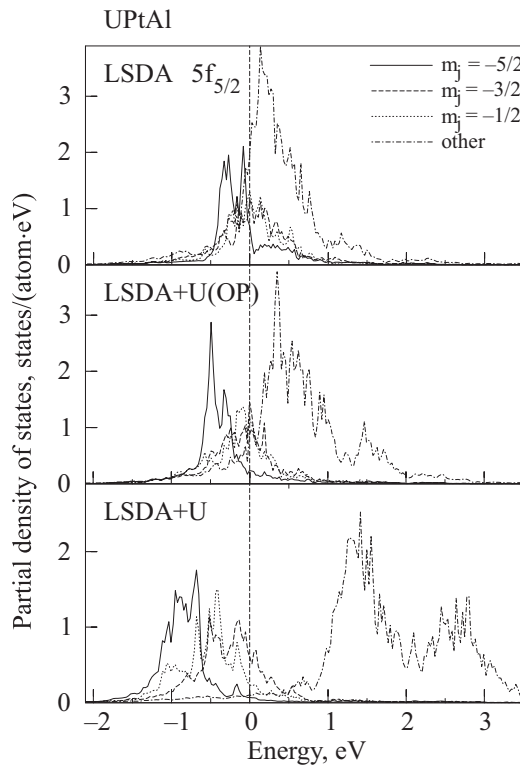 UPtAl
LSDA 5f5/2
mj = –5/2
mj = –3/2
mj = –1/2
other
3
2
1
0
LSDA+U(OP)
3
2
1
0
LSDA+U
2
1
0
–2 –1 0 1 2 3
Energy, eV
Partial density of states, states/(atom·eV)